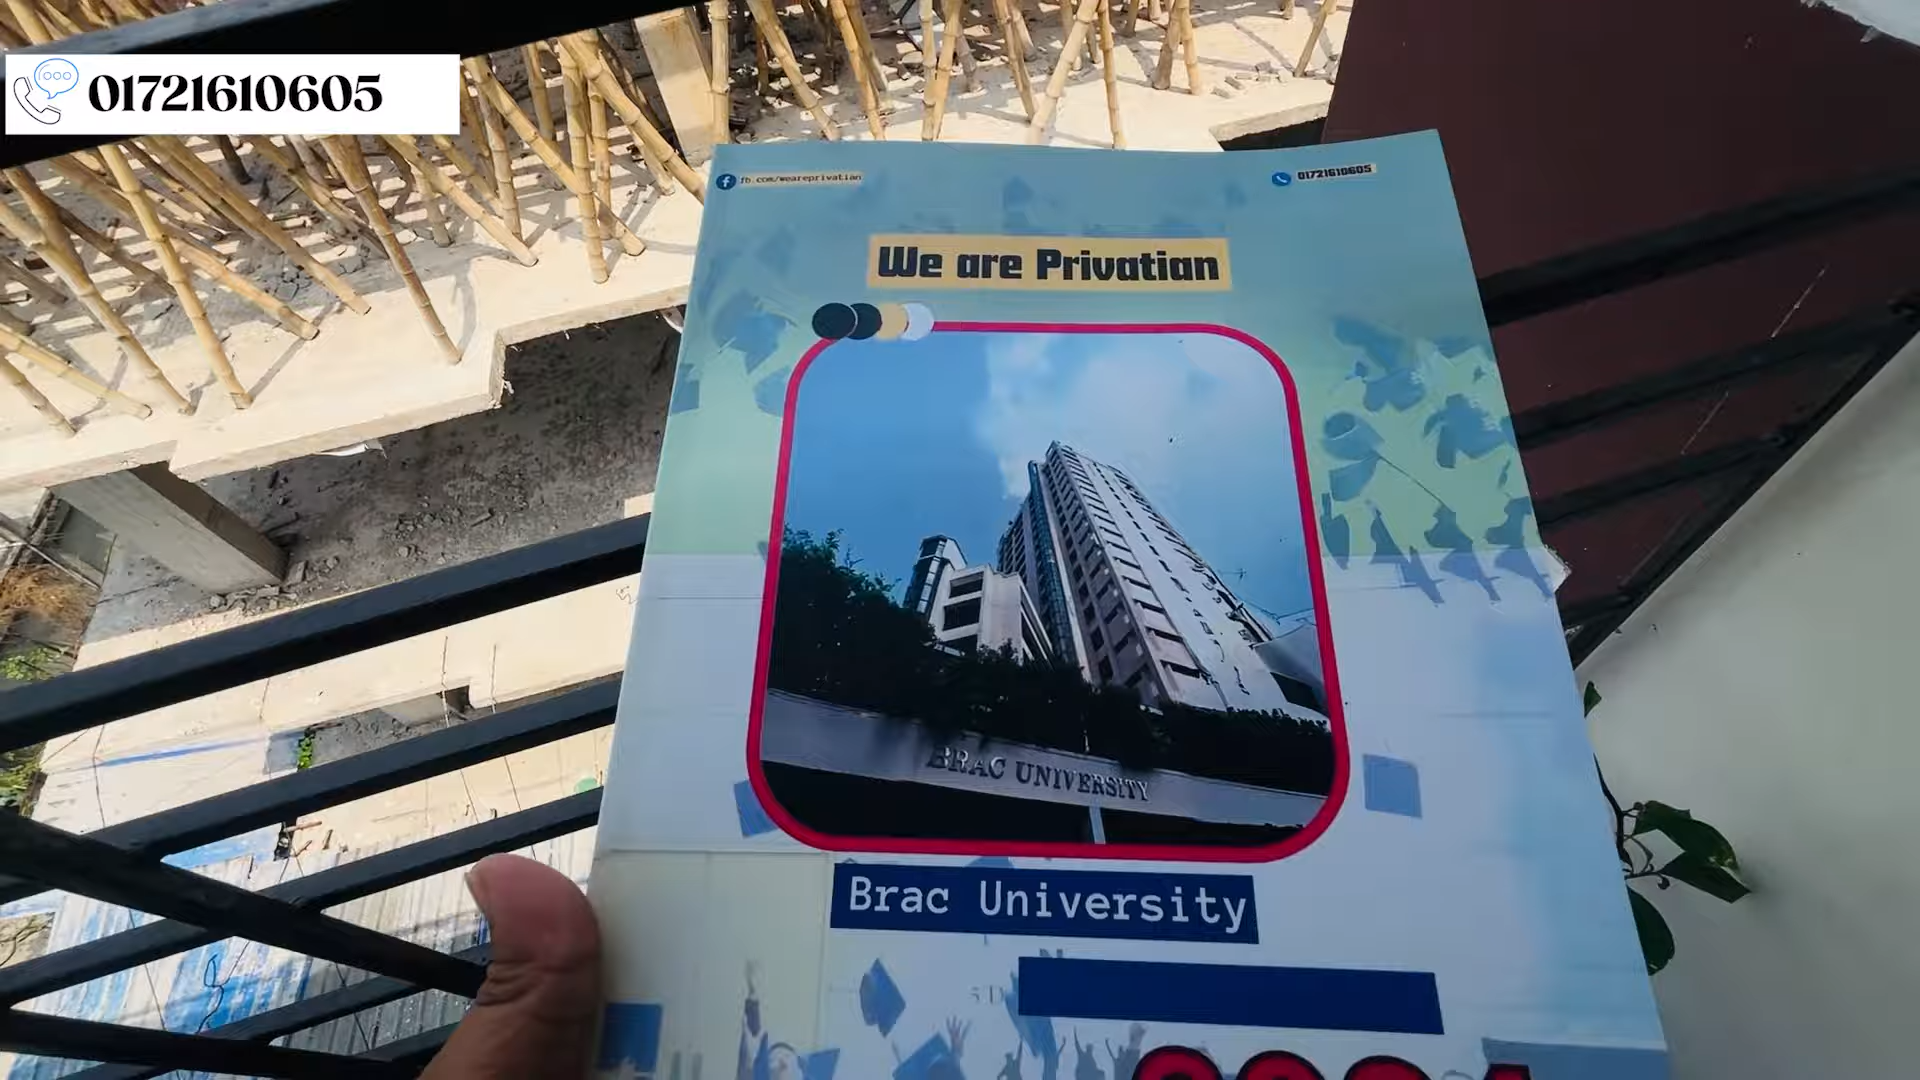 01721610605
fb.com/weareprivatian
01721610605
We are Privatian
BRAC UNIVERSITY
Brac University